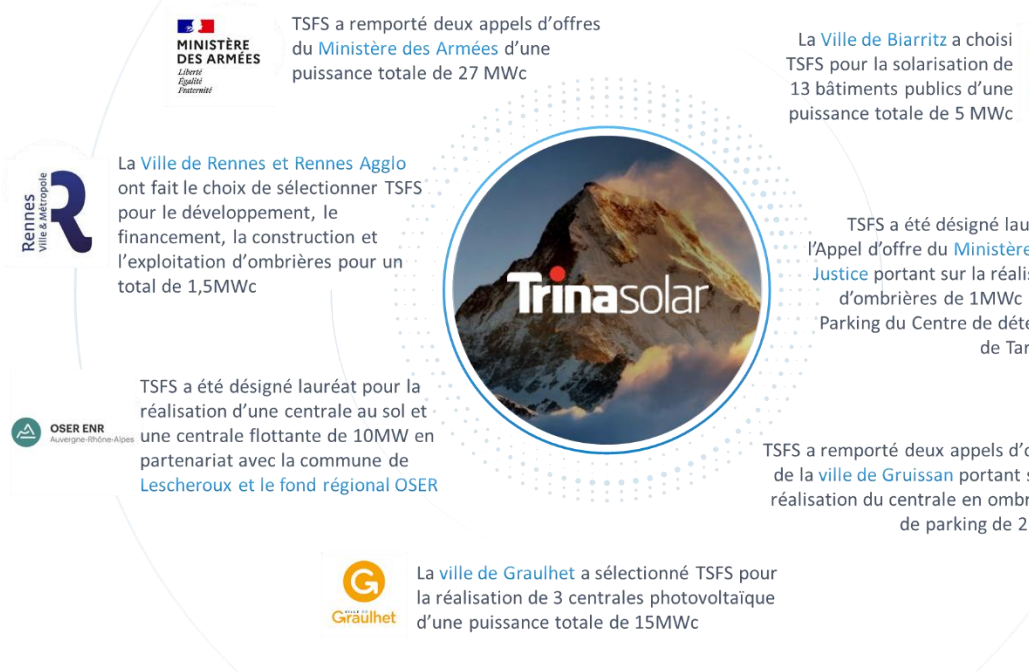 MINISTÈRE
DES ARMÉES
Liberté
Égalité
Fraternité
TSFS a remporté deux appels d’offres
du Ministère des Armées d’une
puissance totale de 27 MWc
La Ville de Biarritz a choisi
TSFS pour la solarisation de
13 bâtiments publics d’une
puissance totale de 5 MWc
Rennes
Ville & Métropole
La Ville de Rennes et Rennes Agglo
ont fait le choix de sélectionner TSFS
pour le développement, le
financement, la construction et
l’exploitation d’ombrières pour un
total de 1,5MWc
Trinasolar
TSFS a été désigné lau
l’Appel d’offre du Ministère
Justice portant sur la réalis
d’ombrières de 1MWc
Parking du Centre de déte
de Tar
OSER ENR
Auvergne-Rhône-Alpes
TSFS a été désigné lauréat pour la
réalisation d’une centrale au sol et
une centrale flottante de 10MW en
partenariat avec la commune de
Lescheroux et le fond régional OSER
TSFS a remporté deux appels d’o
de la ville de Gruissan portant s
réalisation du centrale en ombr
de parking de 2
VILLE DE
Graulhet
La ville de Graulhet a sélectionné TSFS pour
la réalisation de 3 centrales photovoltaïque
d’une puissance totale de 15MWc